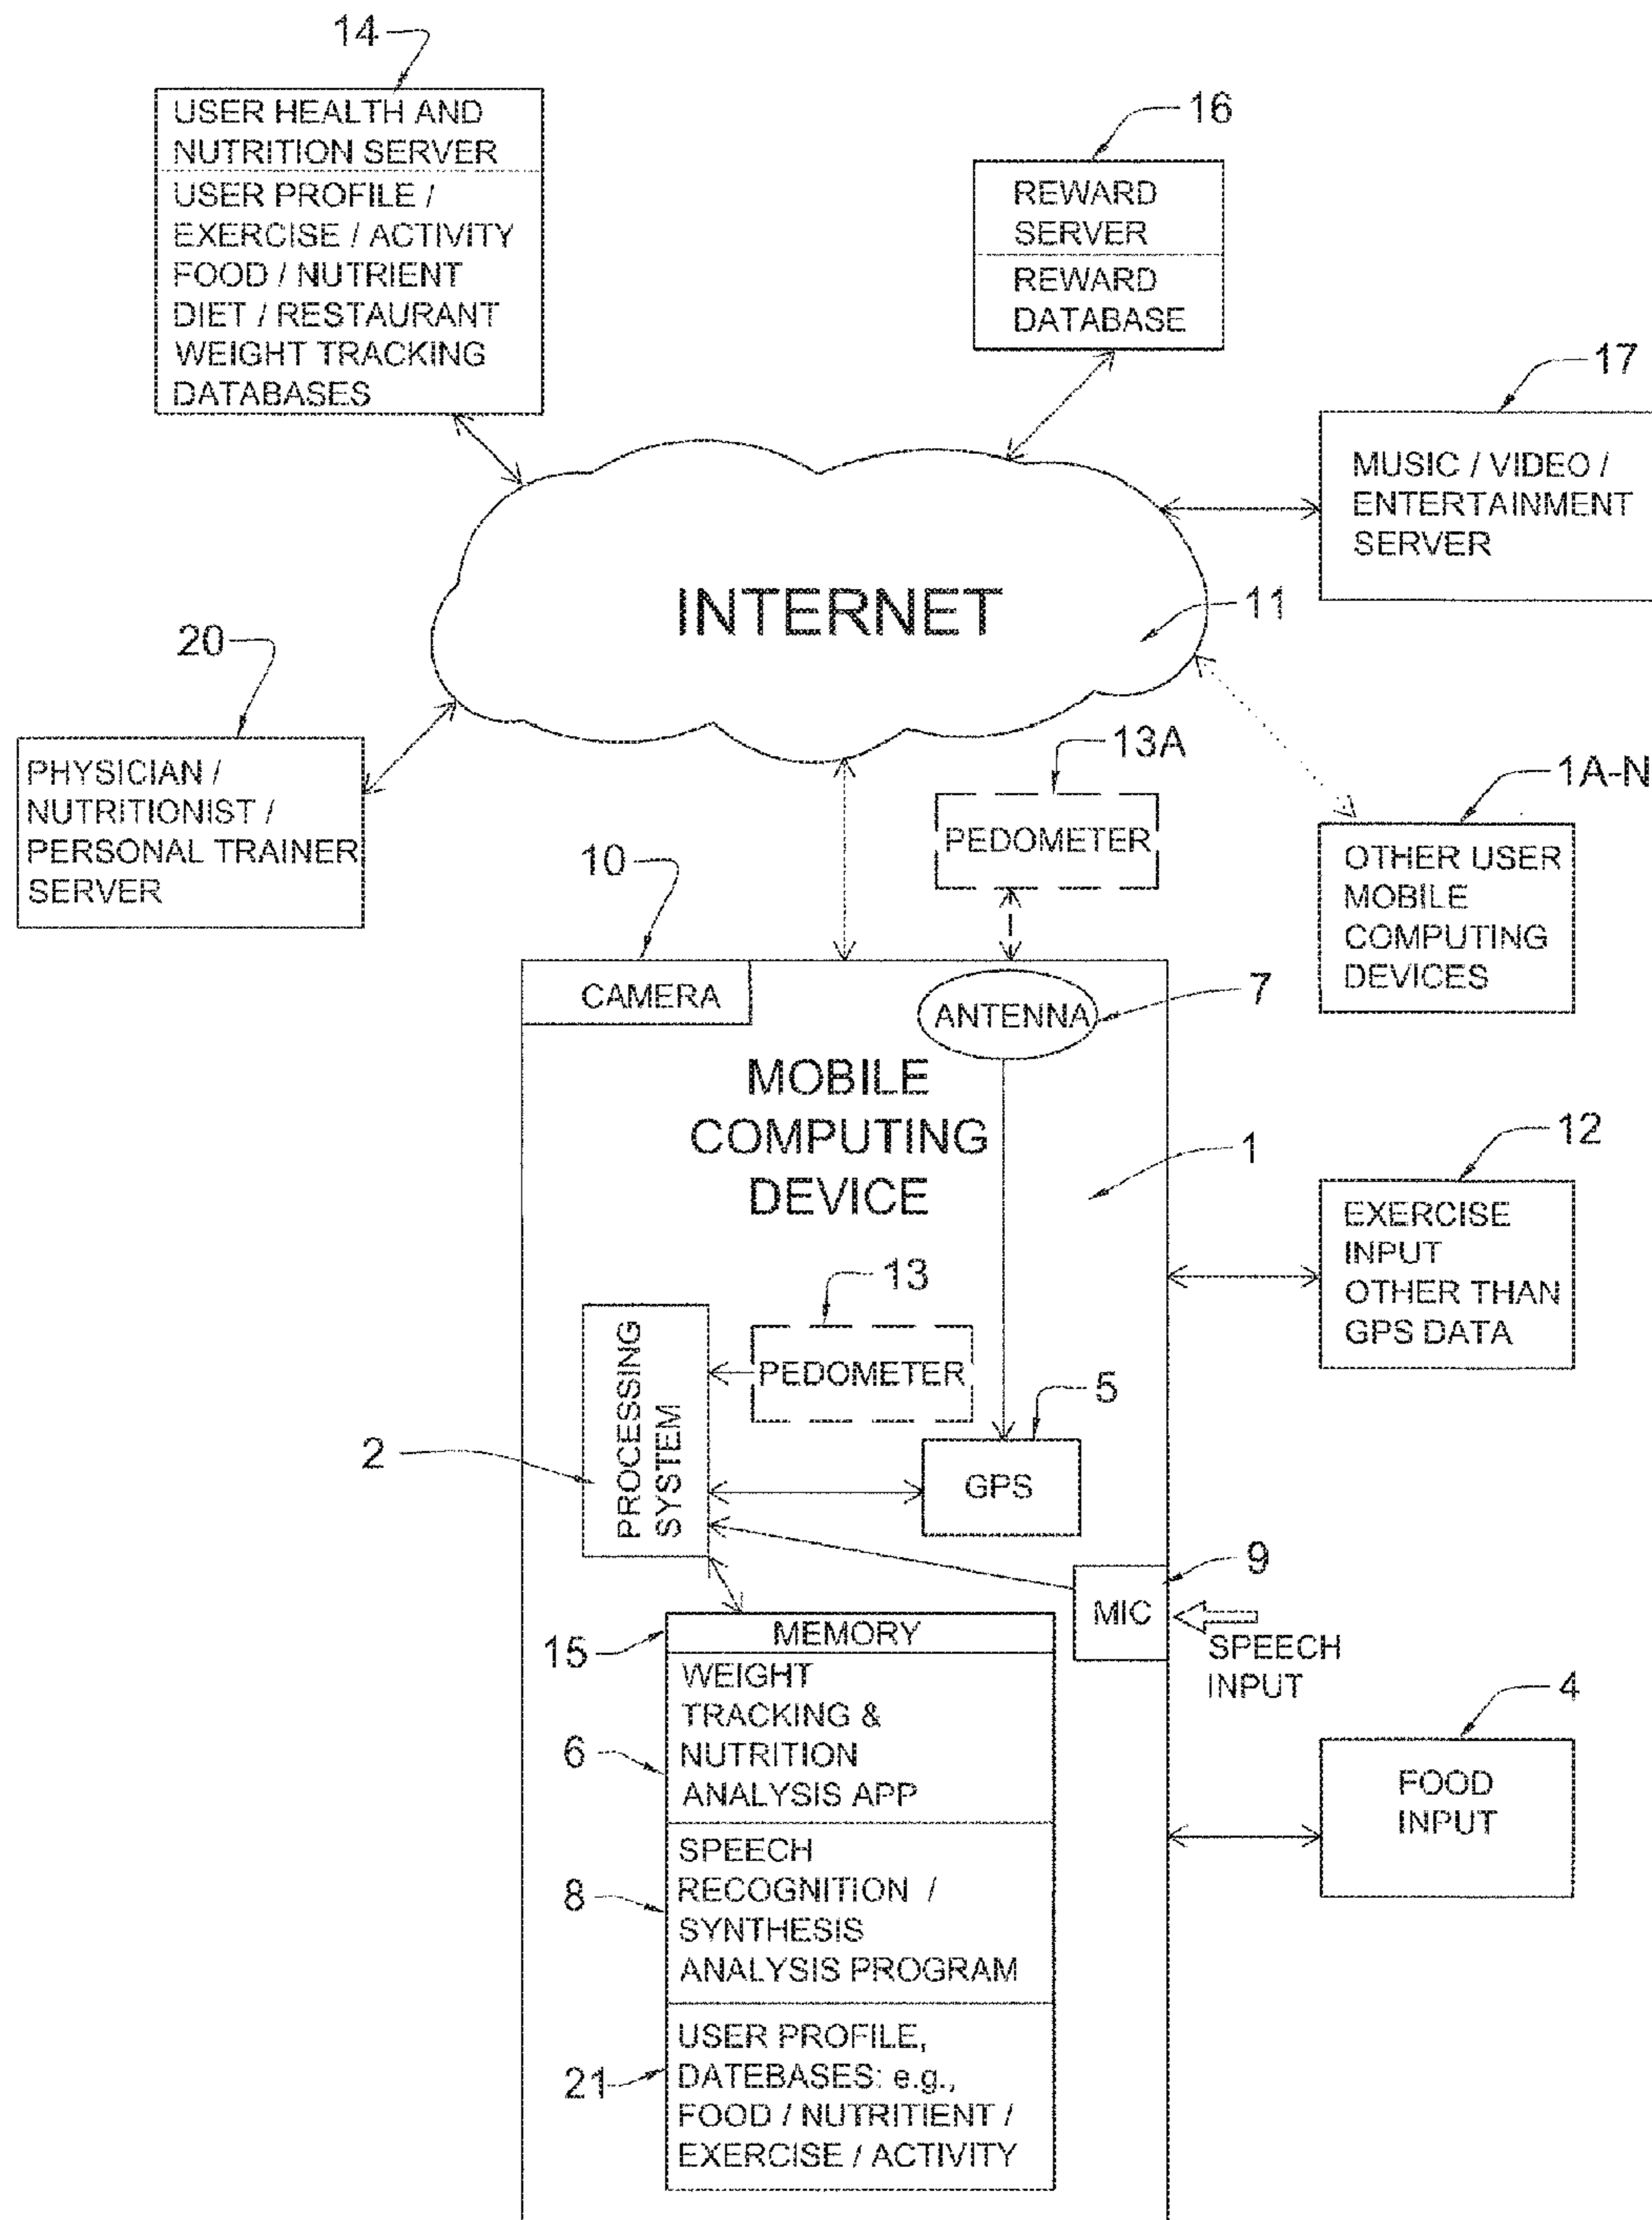 14
USER HEALTH AND
NUTRITION SERVER
USER PROFILE /
EXERCISE / ACTIVITY
FOOD / NUTRIENT
DIET / RESTAURANT
WEIGHT TRACKING
DATABASES
16
REWARD
SERVER
REWARD
DATABASE
17
MUSIC / VIDEO /
ENTERTAINMENT
SERVER
INTERNET
11
20
PHYSICIAN /
NUTRITIONIST /
PERSONAL TRAINER
SERVER
13A
PEDOMETER
1A-N
OTHER USER
MOBILE
COMPUTING
DEVICES
10
CAMERA
ANTENNA
7
MOBILE
COMPUTING
DEVICE
1
12
EXERCISE
INPUT
OTHER THAN
GPS DATA
13
PEDOMETER
PROCESSING
SYSTEM
2
5
GPS
9
MIC
SPEECH
INPUT
15
MEMORY
WEIGHT
TRACKING &
NUTRITION
ANALYSIS APP
6
4
FOOD
INPUT
SPEECH
RECOGNITION /
SYNTHESIS
ANALYSIS PROGRAM
8
USER PROFILE,
DATEBASES: e.g.,
FOOD / NUTRITIENT /
EXERCISE / ACTIVITY
21